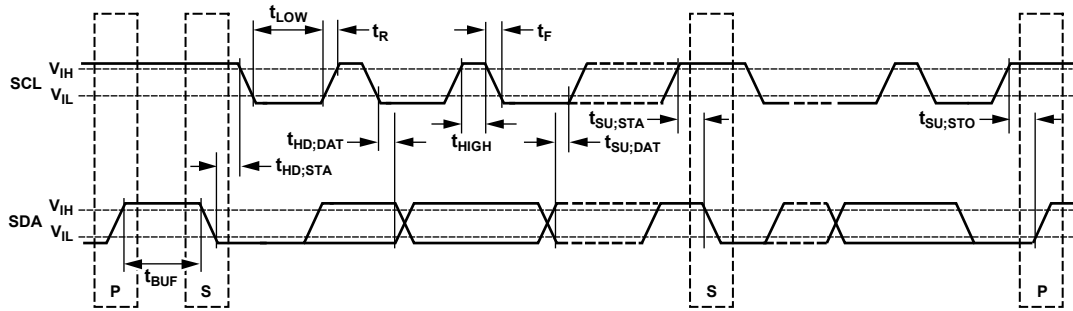 tLOW
tR
tF
VIH
SCL
VIL
tSU;STA
tSU;STO
tHD;DAT
tHIGH
tSU;DAT
tHD;STA
VIH
SDA
VIL
tBUF
P
S
S
P